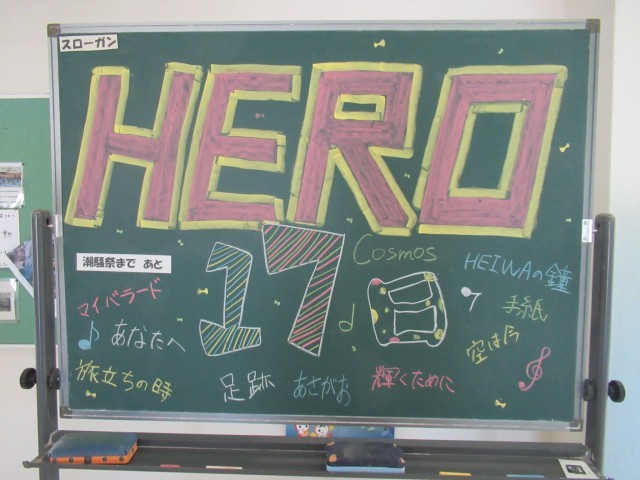 スローガン
HERO
潮騒祭まで あと
17日
Cosmos
HEIWAの鐘
マイバラード
手紙
あなたへ
空は今
旅立ちの時
足跡
あさがお
輝くために